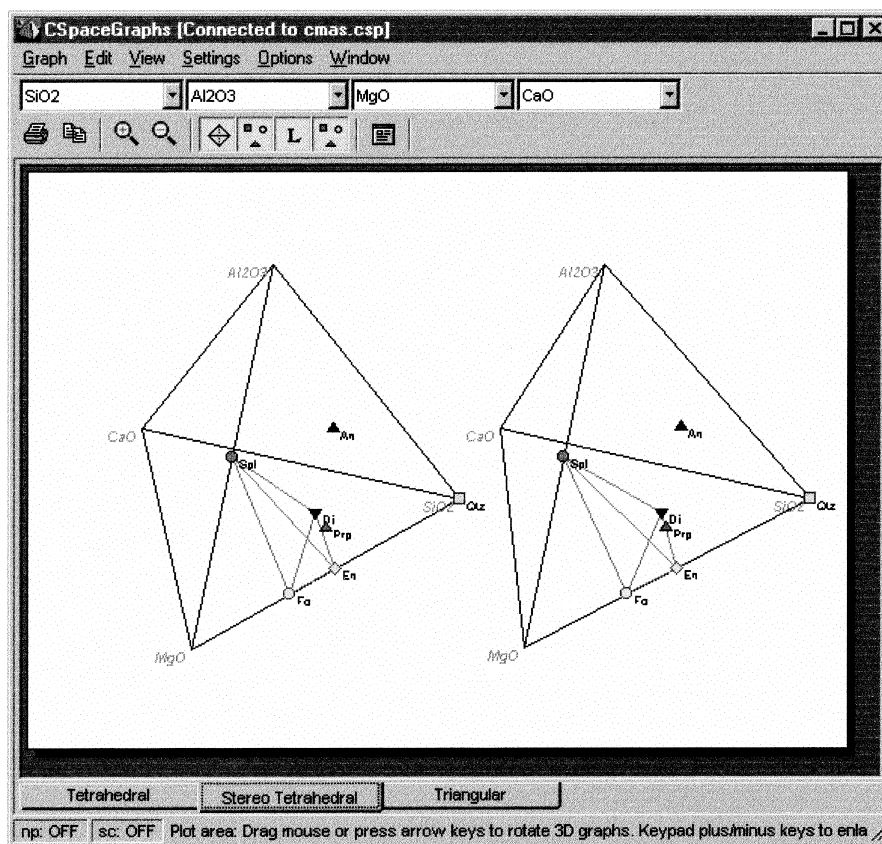 CSpaceGraphs [Connected to cmas.csp]
Graph Edit View Settings Options Window
SiO2 Al2O3 MgO CaO
L
Al2O3 Al2O3
An An
CaO CaO
Spl Spl
SiO2 Qtz SiO2 Qtz
Di Di
Prp Prp
En En
Fo Fo
MgO MgO
Tetrahedral Stereo Tetrahedral Triangular
np: OFF sc: OFF Plot area: Drag mouse or press arrow keys to rotate 3D graphs. Keypad plus/minus keys to enla